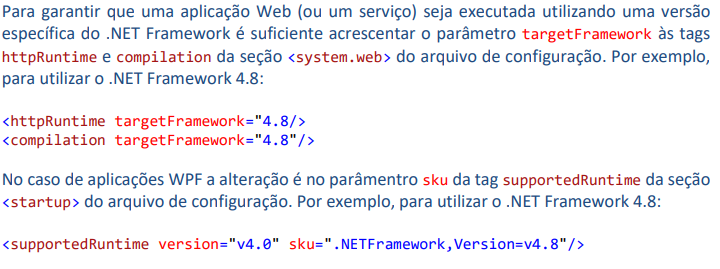 Para garantir que uma aplicação Web (ou um serviço) seja executada utilizando uma versão
específica do .NET Framework é suficiente acrescentar o parâmetro targetFramework às tags
httpRuntime e compilation da seção <system.web> do arquivo de configuração. Por exemplo,
para utilizar o .NET Framework 4.8:
<httpRuntime targetFramework="4.8/>
<compilation targetFramework="4.8"/>
No caso de aplicações WPF a alteração é no parâmentro sku da tag supportedRuntime da seção
<startup> do arquivo de configuração. Por exemplo, para utilizar o .NET Framework 4.8:
<supportedRuntime version="v4.0" sku=".NETFramework,Version=v4.8"/>